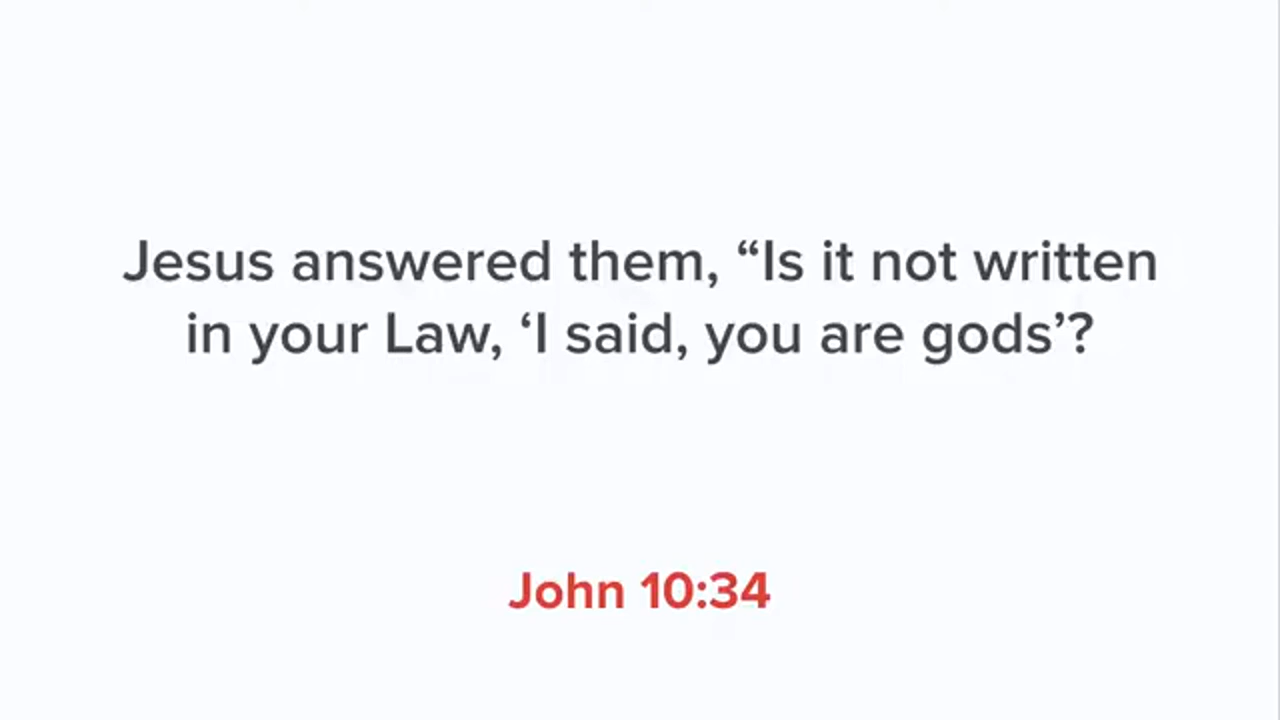 Jesus answered them, “Is it not written
in your Law, ‘I said, you are gods’?
John 10:34